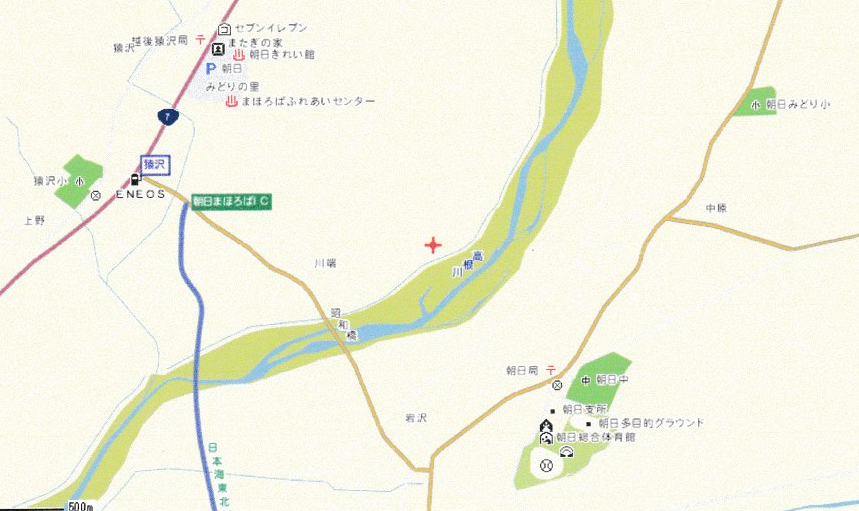 セブンイレブン
越後猿沢局
猿沢
またぎの家
朝日きれい館
P 朝日
みどりの里
まほろばふれあいセンター
7
小 朝日みどり小
猿沢
猿沢小 小
ENEOS
朝日まほろばIC
上野
中原
川端
高根川
昭和橋
朝日局
中 朝日中
朝日支所
岩沢
朝日多目的グラウンド
朝日総合体育館
日本海東北
500m